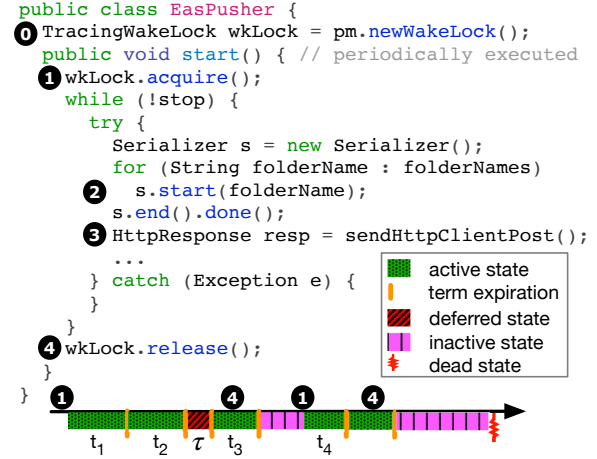 public class EasPusher {
0 TracingWakeLock wkLock = pm.newWakeLock();
public void start() { // periodically executed
1 wkLock.acquire();
while (!stop) {
try {
Serializer s = new Serializer();
for (String folderName : folderNames)
2 s.start(folderName);
s.end().done();
3 HttpResponse resp = sendHttpClientPost();
...
} catch (Exception e) {
}
}
4 wkLock.release();
}
}
active state
term expiration
deferred state
inactive state
dead state
1 4 1 4
t1 t2 τ t3 t4